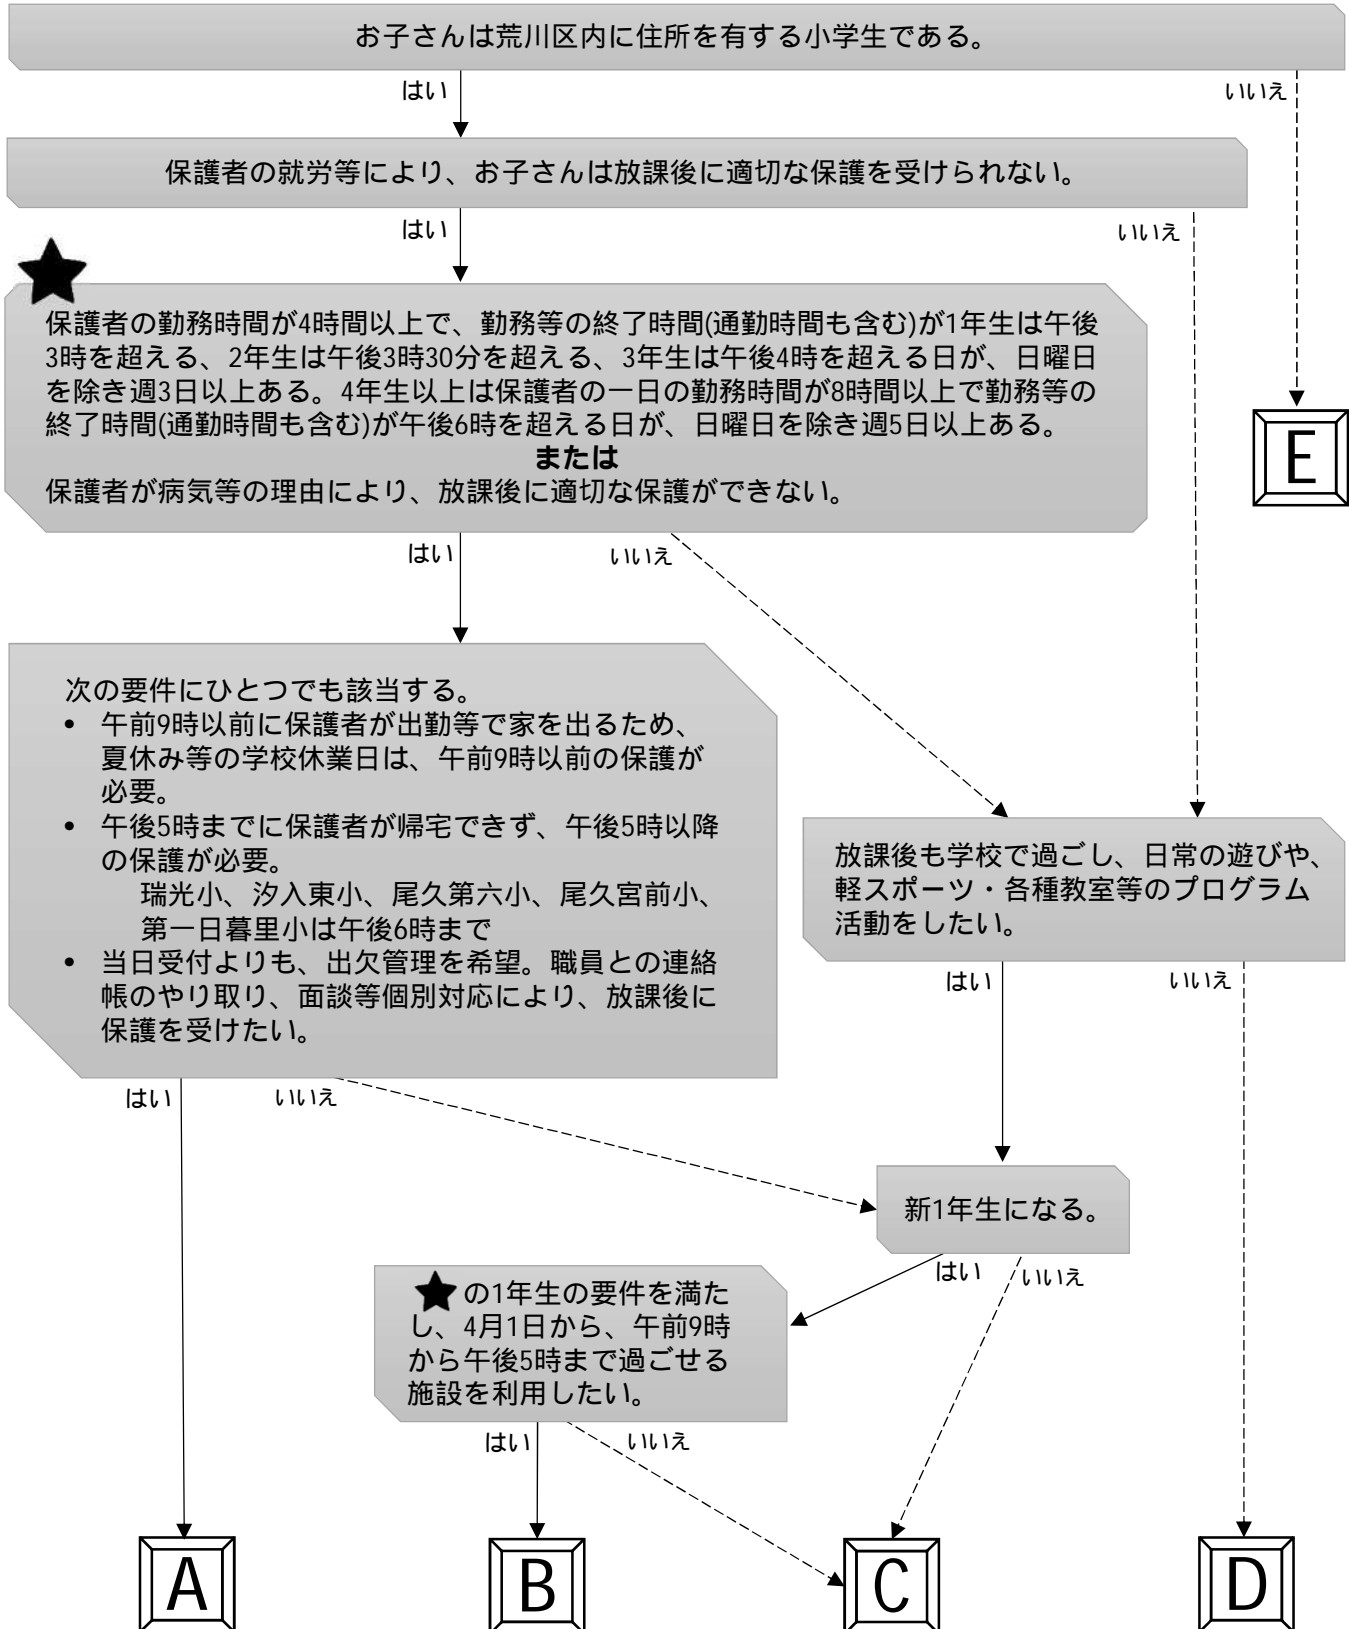 お子さんは荒川区内に住所を有する小学生である。
はい
いいえ
保護者の就労等により、お子さんは放課後に適切な保護を受けられない。
はい
いいえ
保護者の勤務時間が4時間以上で、勤務等の終了時間(通勤時間も含む)が1年生は午後
3時を超える、2年生は午後3時30分を超える、3年生は午後4時を超える日が、日曜日
を除き週3日以上ある。4年生以上は保護者の一日の勤務時間が8時間以上で勤務等の
終了時間(通勤時間も含む)が午後6時を超える日が、日曜日を除き週5日以上ある。
または
保護者が病気等の理由により、放課後に適切な保護ができない。
E
はい
いいえ
次の要件にひとつでも該当する。
• 午前9時以前に保護者が出勤等で家を出るため、
夏休み等の学校休業日は、午前9時以前の保護が
必要。
• 午後5時までに保護者が帰宅できず、午後5時以降
の保護が必要。
瑞光小、汐入東小、尾久第六小、尾久宮前小、
第一日暮里小は午後6時まで
• 当日受付よりも、出欠管理を希望。職員との連絡
帳のやり取り、面談等個別対応により、放課後に
保護を受けたい。
放課後も学校で過ごし、日常の遊びや、
軽スポーツ・各種教室等のプログラム
活動をしたい。
はい
いいえ
はい
いいえ
新1年生になる。
はい
いいえ
★の1年生の要件を満た
し、4月1日から、午前9時
から午後5時まで過ごせる
施設を利用したい。
はい
いいえ
A
B
C
D